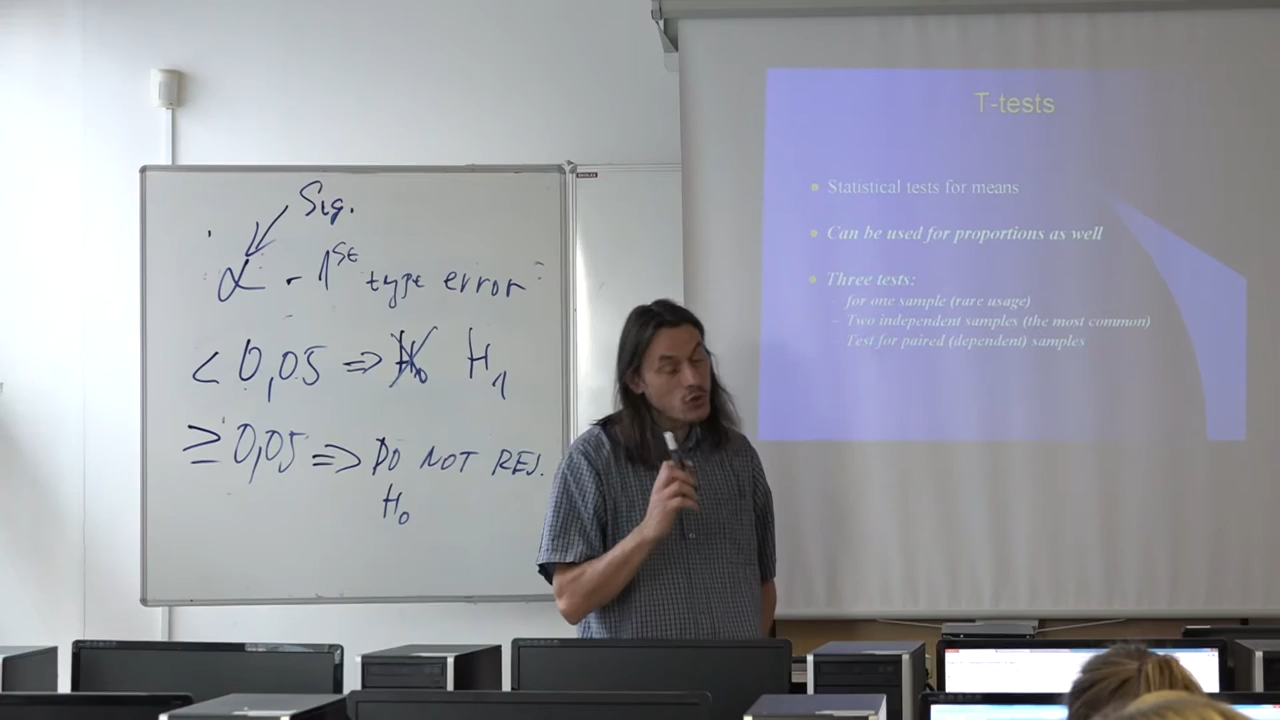 Sig.
α - 1st type error
< 0,05 ⇒ H₀ H₁
≥ 0,05 ⇒ DO NOT REJ.
H₀
T-tests
Statistical tests for means
Can be used for proportions as well
Three tests:
– for one sample (rare usage)
– Two independent samples (the most common)
– Test for paired (dependent) samples